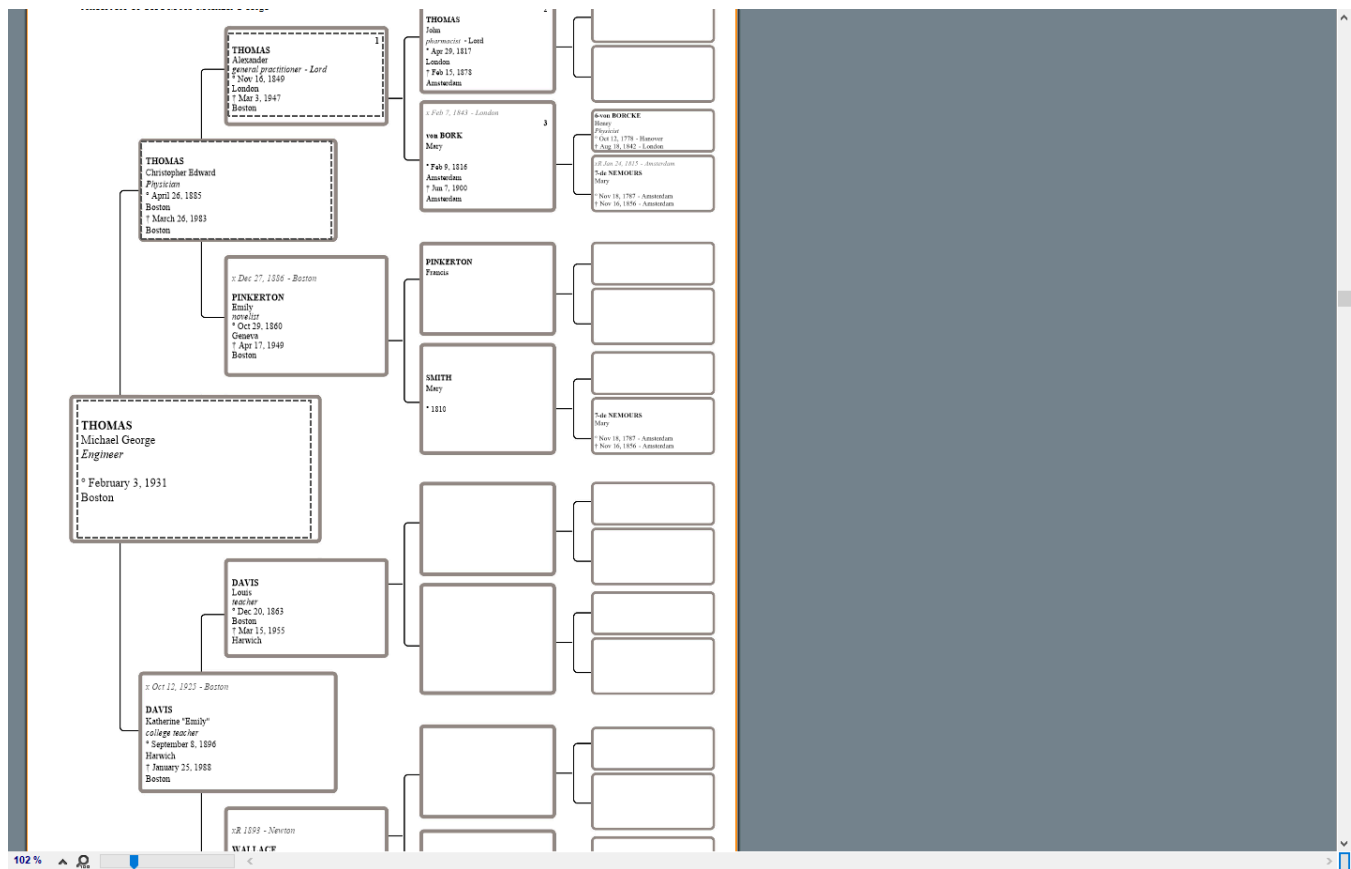 2
THOMAS
John
pharmacist - Lord
° Apr 29, 1817
London
† Feb 15, 1878
Amsterdam
1
THOMAS
Alexander
general practitioner - Lord
° Nov 16, 1849
London
† Mar 3, 1947
Boston
x Feb 7, 1843 - London
3
von BORK
Mary
° Feb 9, 1816
Amsterdam
† Jun 7, 1900
Amsterdam
6-von BORCKE
Physicist
° Oct 12, 1778 - Hanover
† Aug 18, 1842 - London
xR Jan 24, 1815 - Amsterdam
7-de NEMOURS
Mary
° Nov 18, 1787 - Amsterdam
† Nov 16, 1856 - Amsterdam
THOMAS
Christopher Edward
Physician
° April 26, 1885
Boston
† March 26, 1983
Boston
x Dec 27, 1886 - Boston
PINKERTON
Emily
novelist
° Oct 29, 1860
Geneva
† Apr 17, 1949
Boston
PINKERTON
Francis
SMITH
Mary
° 1810
7-de NEMOURS
Mary
° Nov 18, 1787 - Amsterdam
† Nov 16, 1856 - Amsterdam
THOMAS
Michael George
Engineer
° February 3, 1931
Boston
DAVIS
Louis
teacher
° Dec 20, 1863
Boston
† Mar 15, 1955
Harwich
x Oct 12, 1925 - Boston
DAVIS
Katherine "Emily"
college teacher
° September 8, 1896
Harwich
† January 25, 1988
Boston
xR 1893 - Newton
WALLACE
102 %
100